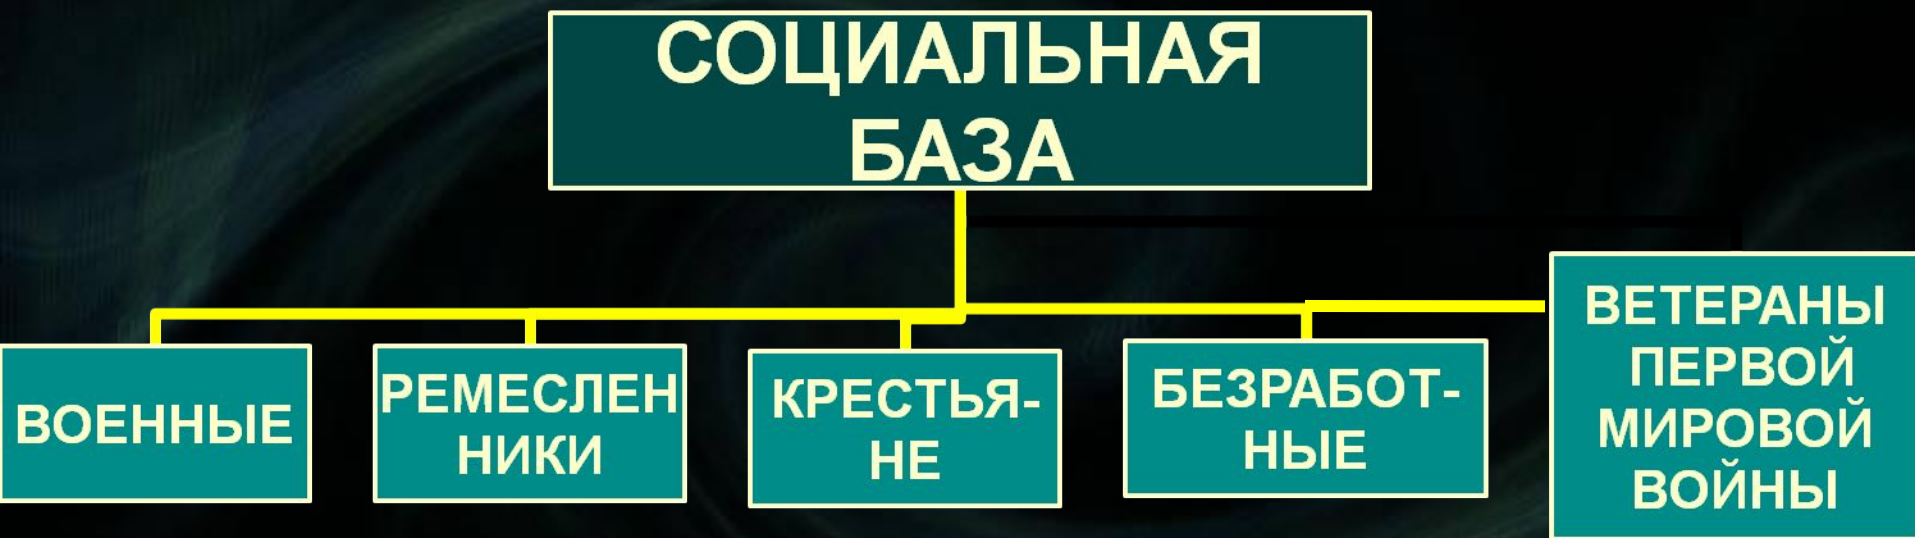 СОЦИАЛЬНАЯ
БАЗА
ВОЕННЫЕ
РЕМЕСЛЕН
НИКИ
КРЕСТЬЯ-
НЕ
БЕЗРАБОТ-
НЫЕ
ВЕТЕРАНЫ
ПЕРВОЙ
МИРОВОЙ
ВОЙНЫ